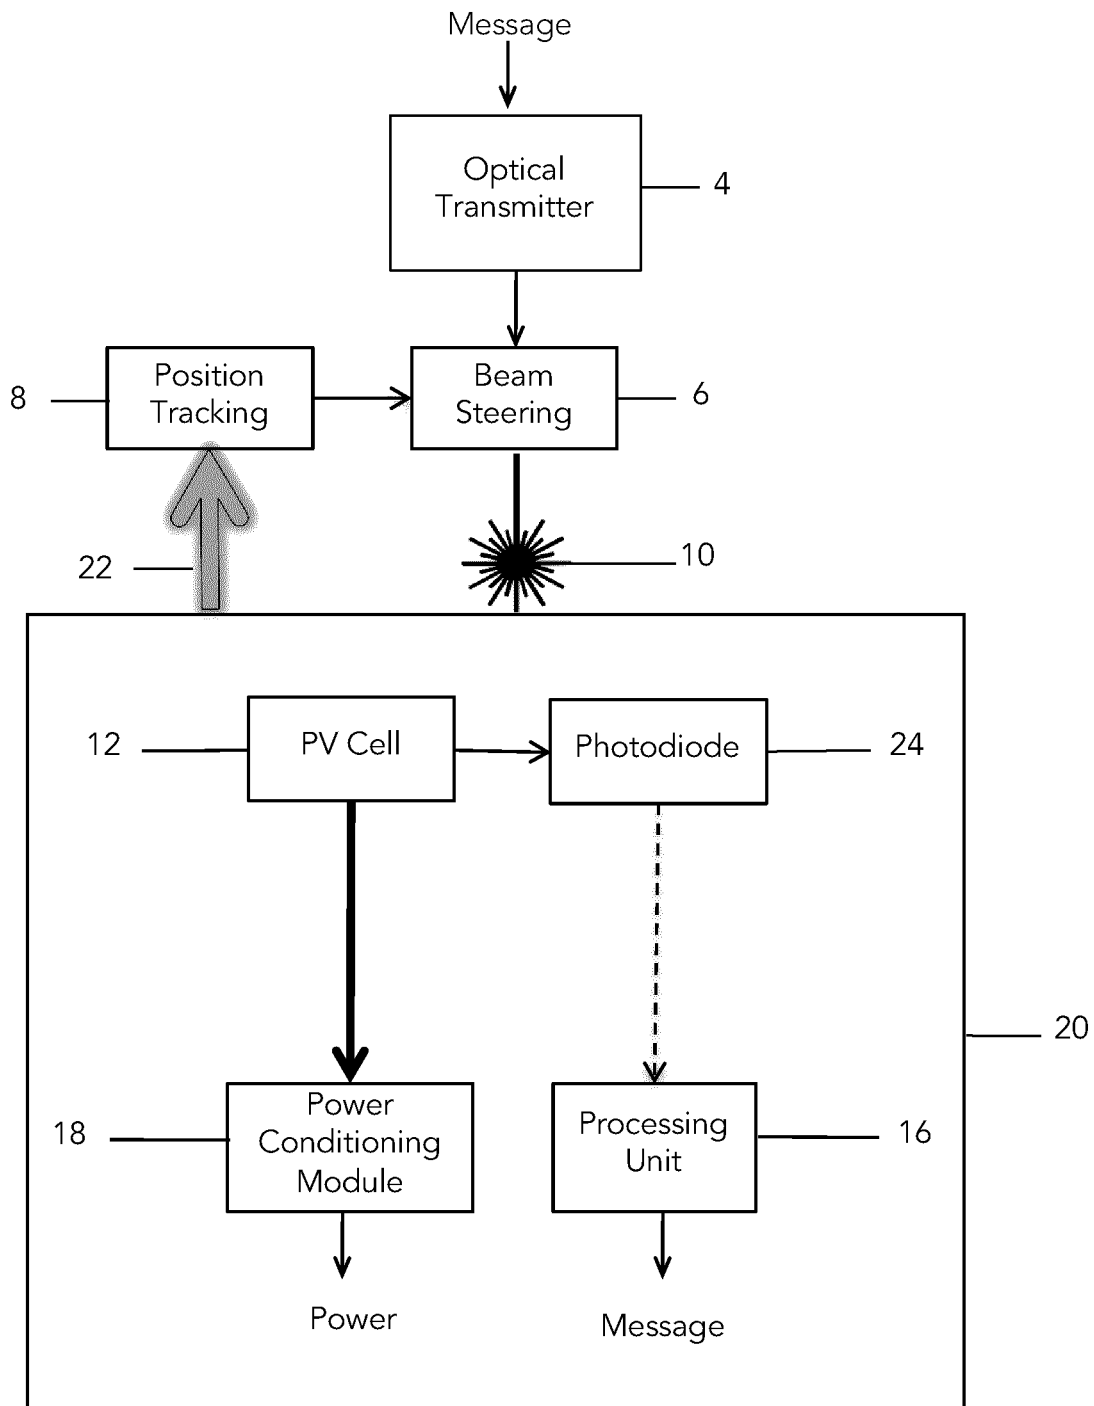 Message
Optical
Transmitter
4
Position
Tracking
8
Beam
Steering
6
22
10
12
PV Cell
Photodiode
24
20
18
Power
Conditioning
Module
Processing
Unit
16
Power
Message